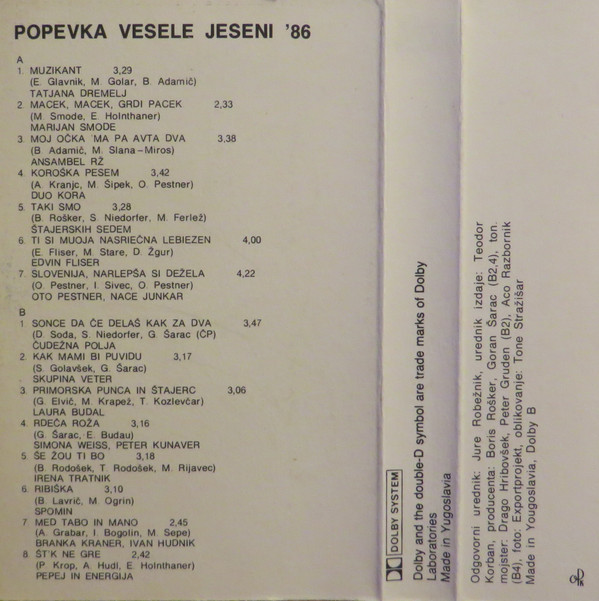 POPEVKA VESELE JESENI '86
A
1. MUZIKANT 3,29
(E. Glavnik, M. Golar, B. Adamič)
TATJANA DREMELJ
2. MACEK, MACEK, GRDI PACEK 2,33
(M. Smode, E. Holnthaner)
MARIJAN SMODE
3. MOJ OČKA 'MA PA AVTA DVA 3,38
(B. Adamič, M. Slana–Miros)
ANSAMBEL RŽ
4. KOROŠKA PESEM 3,42
(A. Kranjc, M. Šipek, O. Pestner)
DUO KORA
5. TAKI SMO 3,28
(B. Rošker, S. Niedorfer, M. Ferlež)
ŠTAJERSKIH SEDEM
6. TI SI MUOJA NASRIEČNA LEBIEZEN 4,00
(E. Fliser, M. Stare, D. Žgur)
EDVIN FLISER
7. SLOVENIJA, NARLEPŠA SI DEŽELA 4,22
(O. Pestner, I. Sivec, O. Pestner)
OTO PESTNER, NACE JUNKAR
B
1 SONCE DA ČE DELAŠ KAK ZA DVA 3,47
(D. Soda, S. Niedorfer, G. Šarac (ČP)
ČUDEŽNA POLJA
2. KAK MAMI BI PUVIDU 3,17
(S. Golavšek, G. Šarac)
SKUPINA VETER
3. PRIMORSKA PUNCA IN ŠTAJERC 3,06
(G. Elvič, M. Krapež, T. Kozlevčar)
LAURA BUDAL
4. RDEČA ROŽA 3,16
(G. Šarac, E. Budau)
SIMONA WEISS, PETER KUNAVER
5. ŠE ŽOU TI BO 3,18
(B. Rodošek, T. Rodošek, M. Rijavec)
IRENA TRATNIK
6. RIBIŠKA 3,10
(B. Lavrič, M. Ogrin)
SPOMIN
7 MED TABO IN MANO 2,45
(A. Grabar, I. Bogolin, M. Sepe)
BRANKA KRANER, IVAN HUDNIK
8. ŠT'K NE GRE 2,42
(P. Krop, A. Hudl, E. Holnthaner)
PEPEJ IN ENERGIJA
DOLBY SYSTEM
Dolby and the double-D symbol are trade marks of Dolby
Laboratories
Made in Yugoslavia
Odgovorni urednik: Jure Robežnik, urednik izdaje: Teodor
Korban, producenta: Boris Rošker, Goran Šarac (B2,4), ton.
mojster: Drago Hribovšek, Peter Gruden (B2), Aco Razbornik
(B4), foto: Exportprojekt, oblikovanje: Tone Stražišar
Made in Yougoslavia, Dolby B